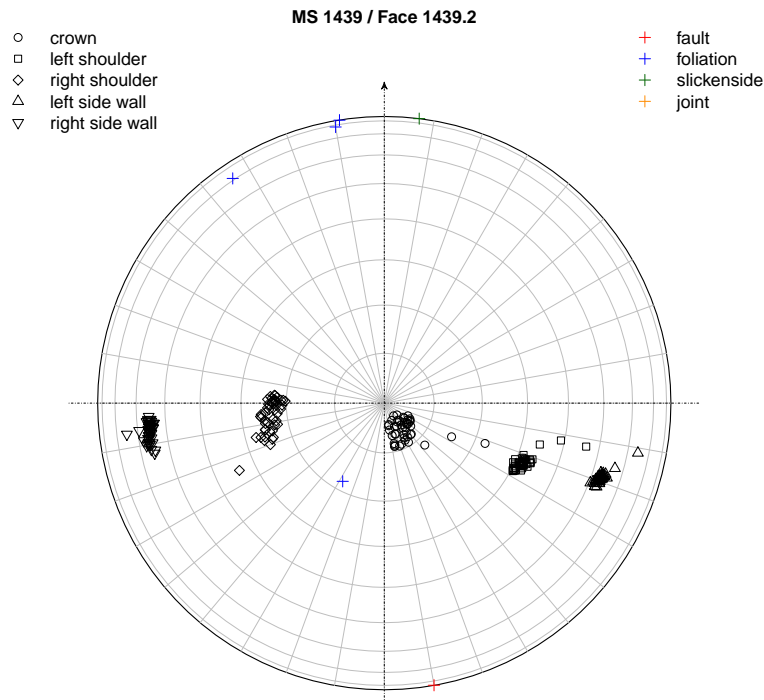 MS 1439 / Face 1439.2
crown
left shoulder
right shoulder
left side wall
right side wall
fault
foliation
slickenside
joint